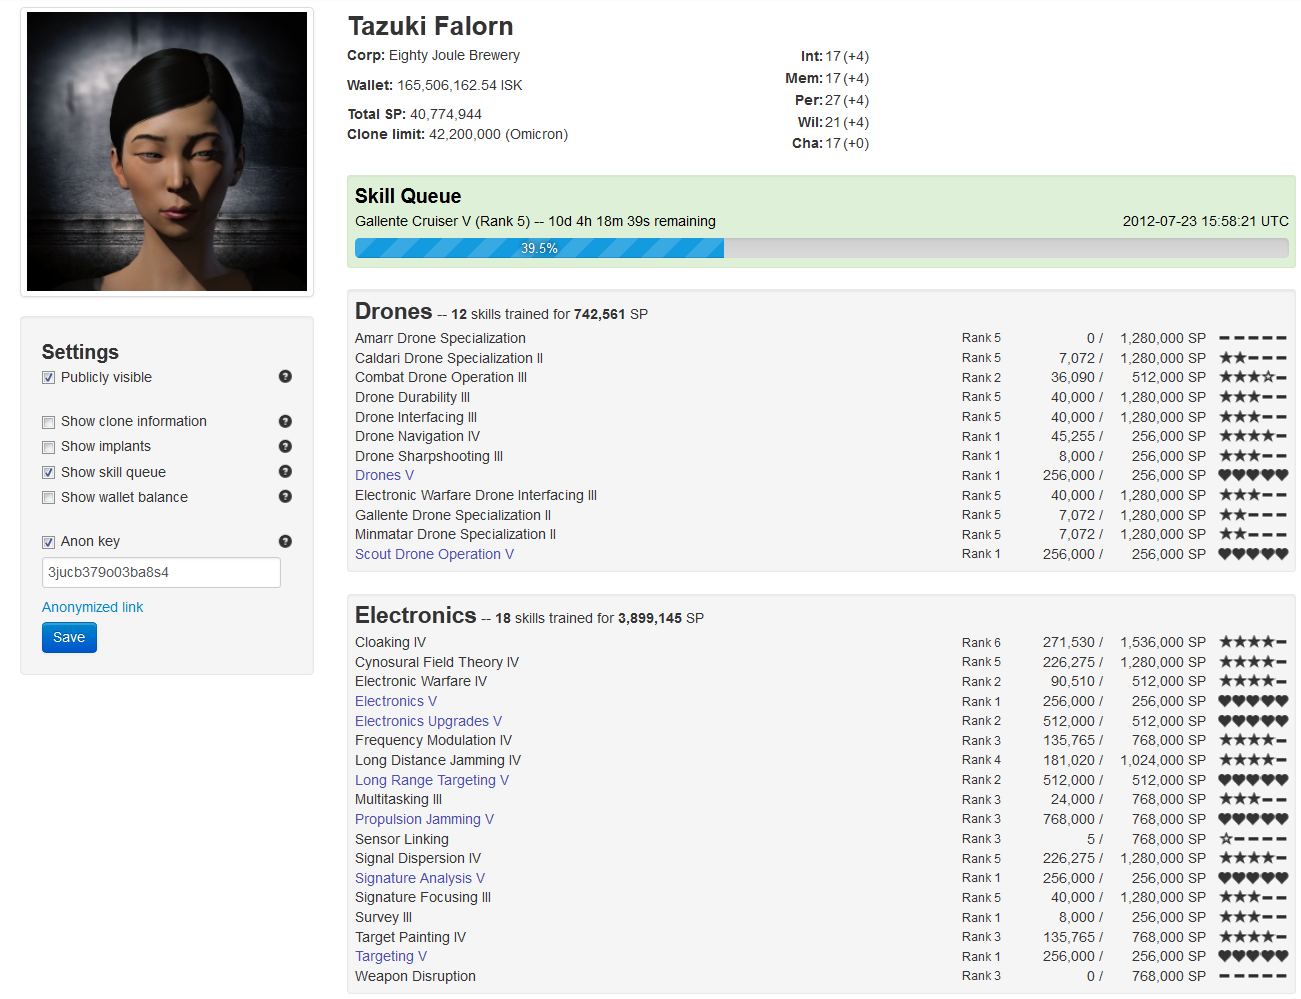 Tazuki Falorn
Corp: Eighty Joule Brewery
Wallet: 165,506,162.54 ISK
Total SP: 40,774,944
Clone limit: 42,200,000 (Omicron)
Int: 17 (+4)
Mem: 17 (+4)
Per: 27 (+4)
Wil: 21 (+4)
Cha: 17 (+0)
Skill Queue
Gallente Cruiser V (Rank 5) -- 10d 4h 18m 39s remaining 2012-07-23 15:58:21 UTC
39.5%
Settings
Publicly visible ?
Show clone information ?
Show implants ?
Show skill queue ?
Show wallet balance ?
Anon key ?
3jucb379o03ba8s4
Anonymized link
Save
Drones -- 12 skills trained for 742,561 SP
Amarr Drone Specialization Rank 5 0 / 1,280,000 SP
Caldari Drone Specialization II Rank 5 7,072 / 1,280,000 SP
Combat Drone Operation III Rank 2 36,090 / 512,000 SP
Drone Durability III Rank 5 40,000 / 1,280,000 SP
Drone Interfacing III Rank 5 40,000 / 1,280,000 SP
Drone Navigation IV Rank 1 45,255 / 256,000 SP
Drone Sharpshooting III Rank 1 8,000 / 256,000 SP
Drones V Rank 1 256,000 / 256,000 SP
Electronic Warfare Drone Interfacing III Rank 5 40,000 / 1,280,000 SP
Gallente Drone Specialization II Rank 5 7,072 / 1,280,000 SP
Minmatar Drone Specialization II Rank 5 7,072 / 1,280,000 SP
Scout Drone Operation V Rank 1 256,000 / 256,000 SP
Electronics -- 18 skills trained for 3,899,145 SP
Cloaking IV Rank 6 271,530 / 1,536,000 SP
Cynosural Field Theory IV Rank 5 226,275 / 1,280,000 SP
Electronic Warfare IV Rank 2 90,510 / 512,000 SP
Electronics V Rank 1 256,000 / 256,000 SP
Electronics Upgrades V Rank 2 512,000 / 512,000 SP
Frequency Modulation IV Rank 3 135,765 / 768,000 SP
Long Distance Jamming IV Rank 4 181,020 / 1,024,000 SP
Long Range Targeting V Rank 2 512,000 / 512,000 SP
Multitasking III Rank 3 24,000 / 768,000 SP
Propulsion Jamming V Rank 3 768,000 / 768,000 SP
Sensor Linking Rank 3 5 / 768,000 SP
Signal Dispersion IV Rank 5 226,275 / 1,280,000 SP
Signature Analysis V Rank 1 256,000 / 256,000 SP
Signature Focusing III Rank 5 40,000 / 1,280,000 SP
Survey III Rank 1 8,000 / 256,000 SP
Target Painting IV Rank 3 135,765 / 768,000 SP
Targeting V Rank 1 256,000 / 256,000 SP
Weapon Disruption Rank 3 0 / 768,000 SP